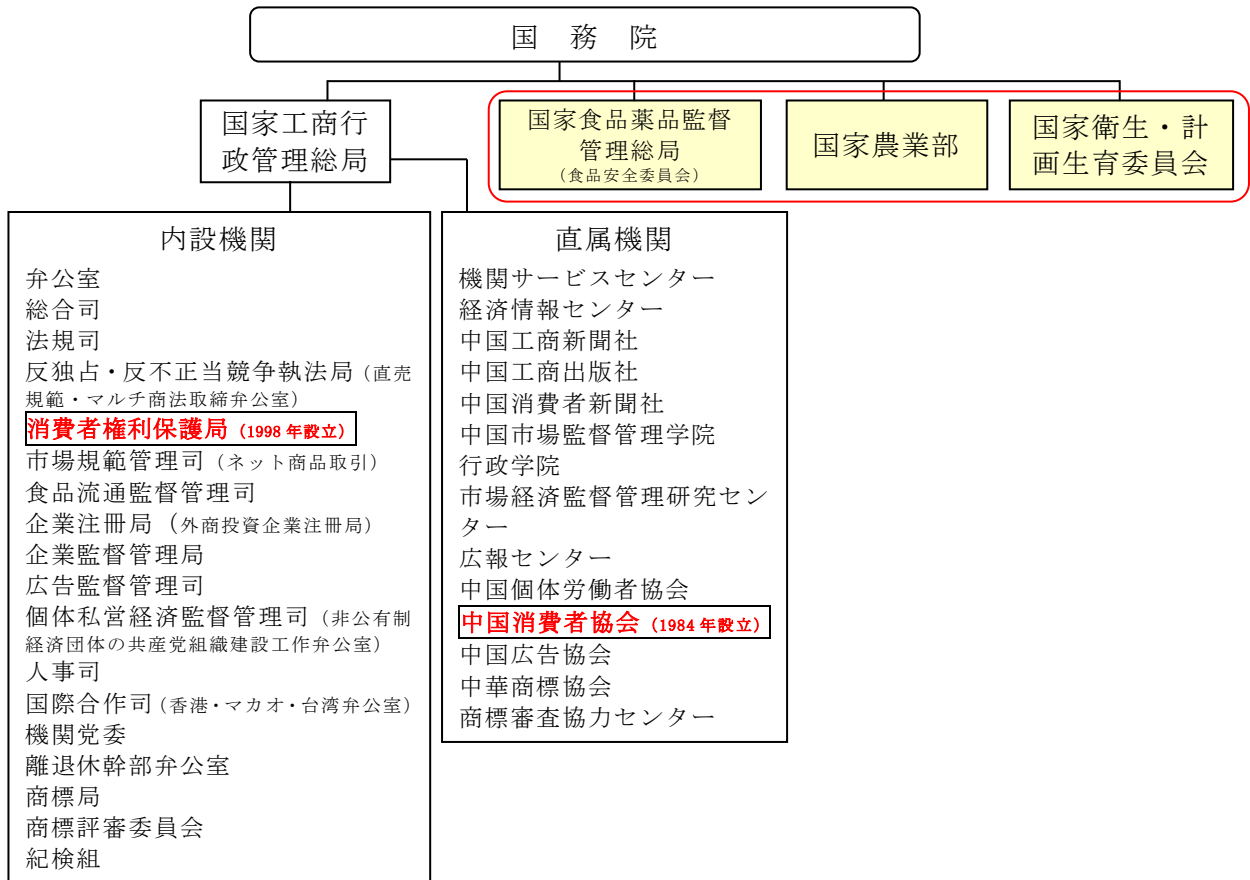 国務院
国家工商行
政管理総局
国家食品薬品監督
管理総局
（食品安全委員会）
国家農業部
国家衛生・計
画生育委員会
内設機関
弁公室
総合司
法規司
反独占・反不正当競争執法局（直売
規範・マルチ商法取締弁公室）
消費者権利保護局（1998 年設立）
市場規範管理司（ネット商品取引）
食品流通監督管理司
企業注冊局（外商投資企業注冊局）
企業監督管理局
広告監督管理司
個体私営経済監督管理司（非公有制
経済団体の共産党組織建設工作弁公室）
人事司
国際合作司（香港・マカオ・台湾弁公室）
機関党委
離退休幹部弁公室
商標局
商標評審委員会
紀検組
直属機関
機関サービスセンター
経済情報センター
中国工商新聞社
中国工商出版社
中国消費者新聞社
中国市場監督管理学院
行政学院
市場経済監督管理研究セン
ター
広報センター
中国個体労働者協会
中国消費者協会（1984 年設立）
中国広告協会
中華商標協会
商標審査協力センター